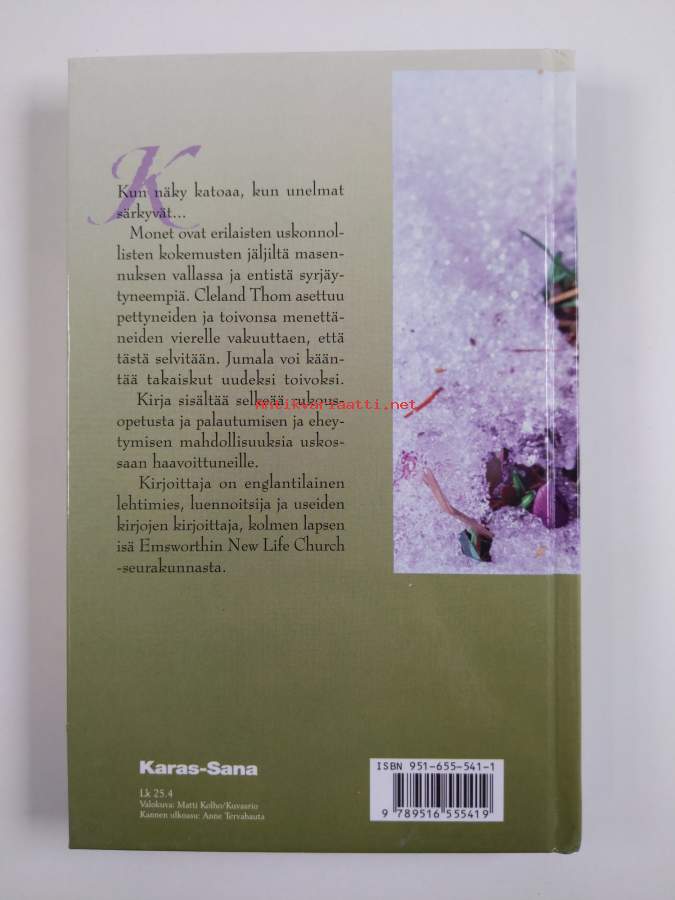 K
Kun näky katoaa, kun unelmat
särkyvät...
Monet ovat erilaisten uskonnol-
listen kokemusten jäljiltä masen-
nuksen vallassa ja entistä syrjäy-
tyneempiä. Cleland Thom asettuu
pettyneiden ja toivonsa menettä-
neiden vierelle vakuuttaen, että
tästä selvitään. Jumala voi kään-
tää takaiskut uudeksi toivoksi.
Kirja sisältää selkeää rukous-
Antikvariaatti.net
opetusta ja palautumisen ja ehey-
tymisen mahdollisuuksia uskos-
saan haavoittuneille.
Kirjoittaja on englantilainen
lehtimies, luennoitsija ja useiden
kirjojen kirjoittaja, kolmen lapsen
isä Emsworthin New Life Church
-seurakunnasta.
Karas-Sana
Lk 25.4
Valokuva: Matti Kolho/Kuvaario
Kannen ulkoasu: Anne Tervahauta
ISBN 951-655-541-1
9 789516 555419